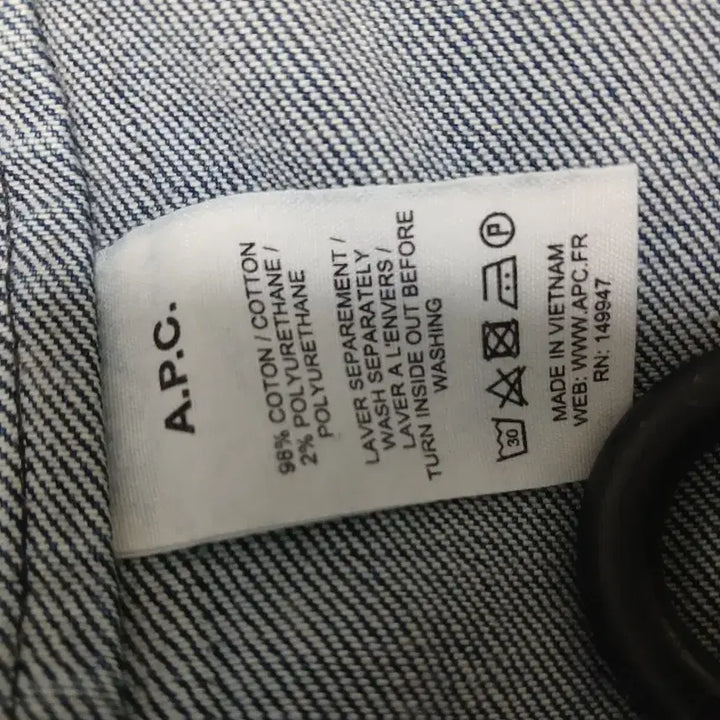 A.P.C.
98% COTON / COTTON
2% POLYURETHANE /
POLYURETHANE
LAVER SEPAREMENT /
WASH SEPARATELY
LAVER A L'ENVERS /
TURN INSIDE OUT BEFORE
WASHING
30 P
MADE IN VIETNAM
WEB: WWW.APC.FR
RN: 149947